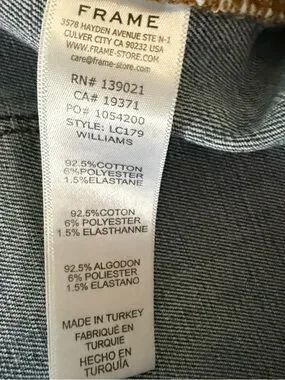 FRAME
3578 HAYDEN AVENUE STE N-1
CULVER CITY CA 90232 USA
WWW.FRAME-STORE.COM
care@frame-store.com
RN# 139021
CA# 19371
PO# 1054200
STYLE: LC179
WILLIAMS
92.5%COTTON
6%POLYESTER
1.5%ELASTANE
92.5%COTON
6%POLYESTER
1.5% ELASTHANNE
92.5% ALGODON
6% POLIESTER
1.5% ELASTANO
MADE IN TURKEY
FABRIQUÉ EN
TURQUIE
HECHO EN
TURQUÍA